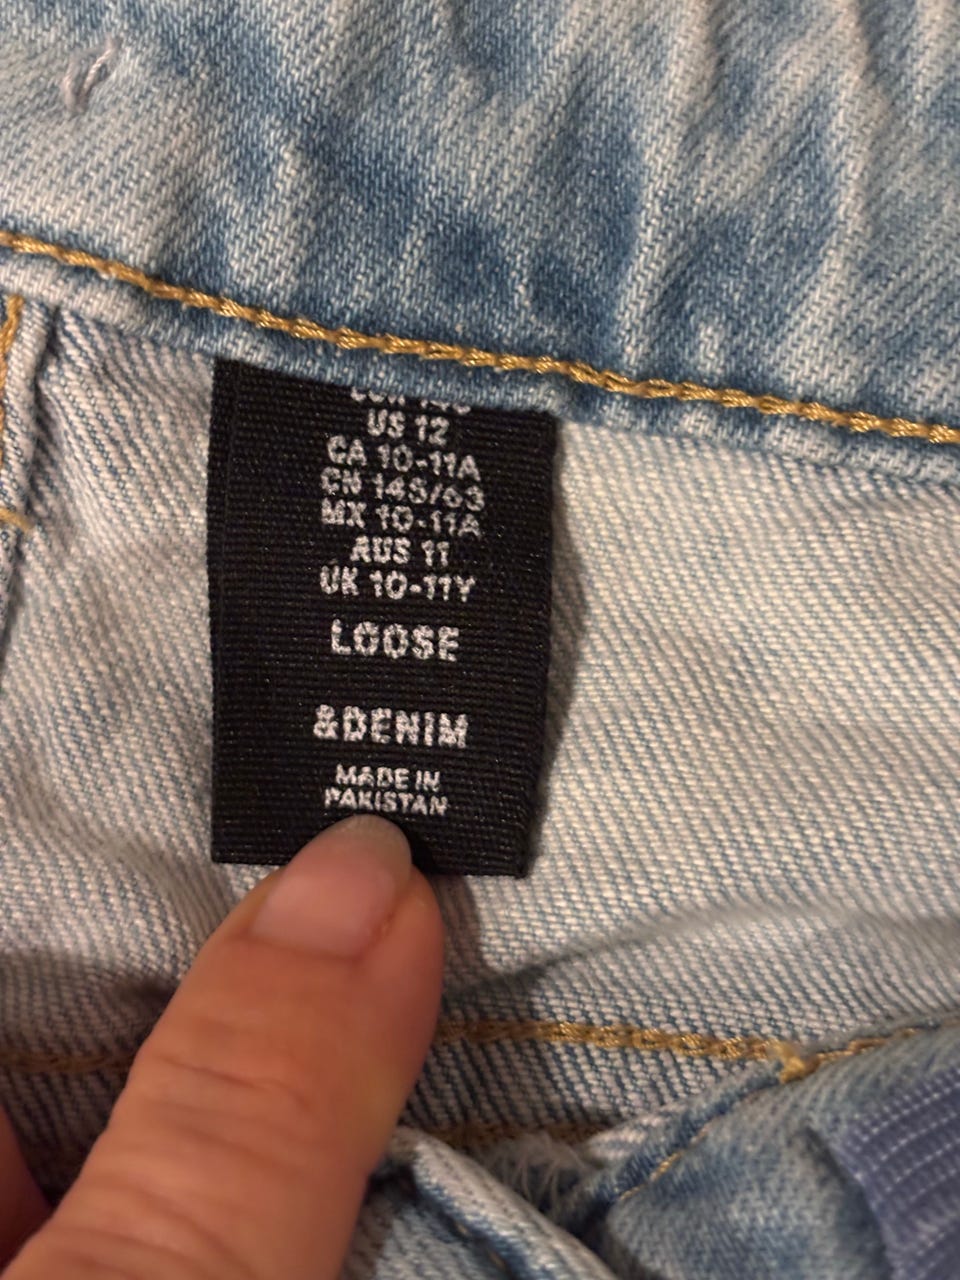 US 12
CA 10-11A
CN 146/63
MX 10-11A
AUS 11
UK 10-11Y
LOOSE
&DENIM
MADE IN
PAKISTAN